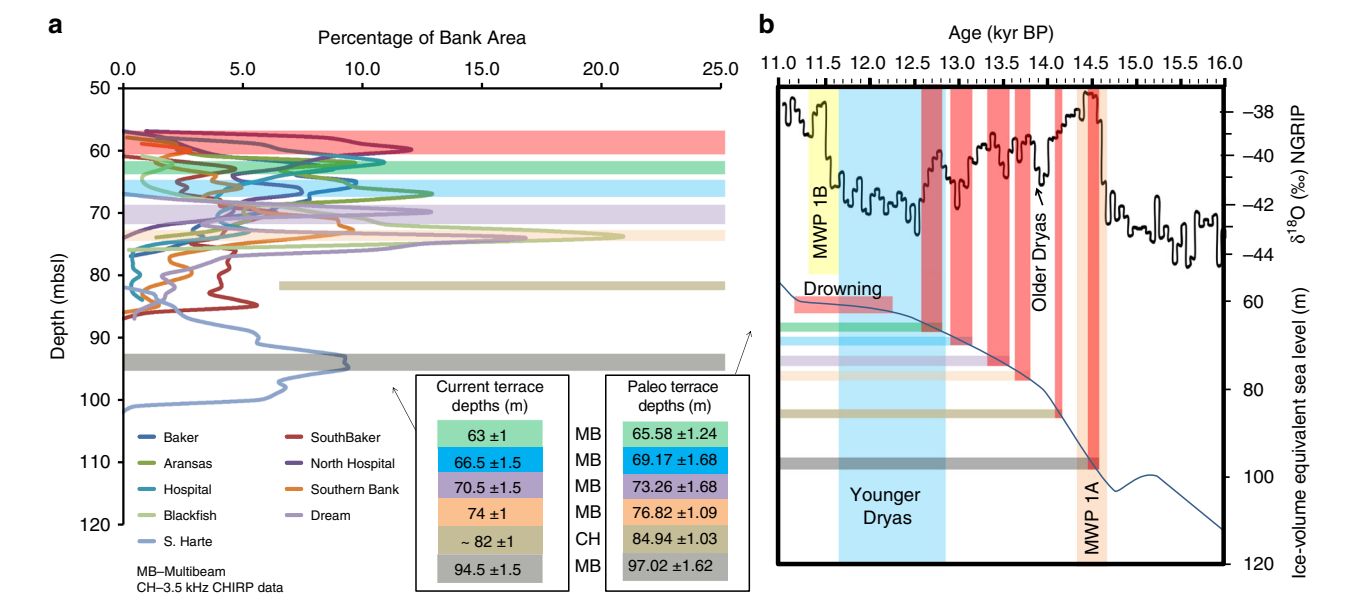 a
Percentage of Bank Area
0.0 5.0 10.0 15.0 20.0 25.0
Depth (mbsl)
50
60
70
80
90
100
110
120
Baker
Aransas
Hospital
Blackfish
S. Harte
SouthBaker
North Hospital
Southern Bank
Dream
MB–Multibeam
CH–3.5 kHz CHIRP data
Current terrace
depths (m)
63 ±1
66.5 ±1.5
70.5 ±1.5
74 ±1
~ 82 ±1
94.5 ±1.5
MB
MB
MB
MB
CH
MB
Paleo terrace
depths (m)
65.58 ±1.24
69.17 ±1.68
73.26 ±1.68
76.82 ±1.09
84.94 ±1.03
97.02 ±1.62
b
Age (kyr BP)
11.0 11.5 12.0 12.5 13.0 13.5 14.0 14.5 15.0 15.5 16.0
MWP 1B
Drowning
Older Dryas
Younger
Dryas
MWP 1A
–38
–40
–42
–44
δ¹⁸O (‰) NGRIP
60
80
100
120
Ice-volume equivalent sea level (m)